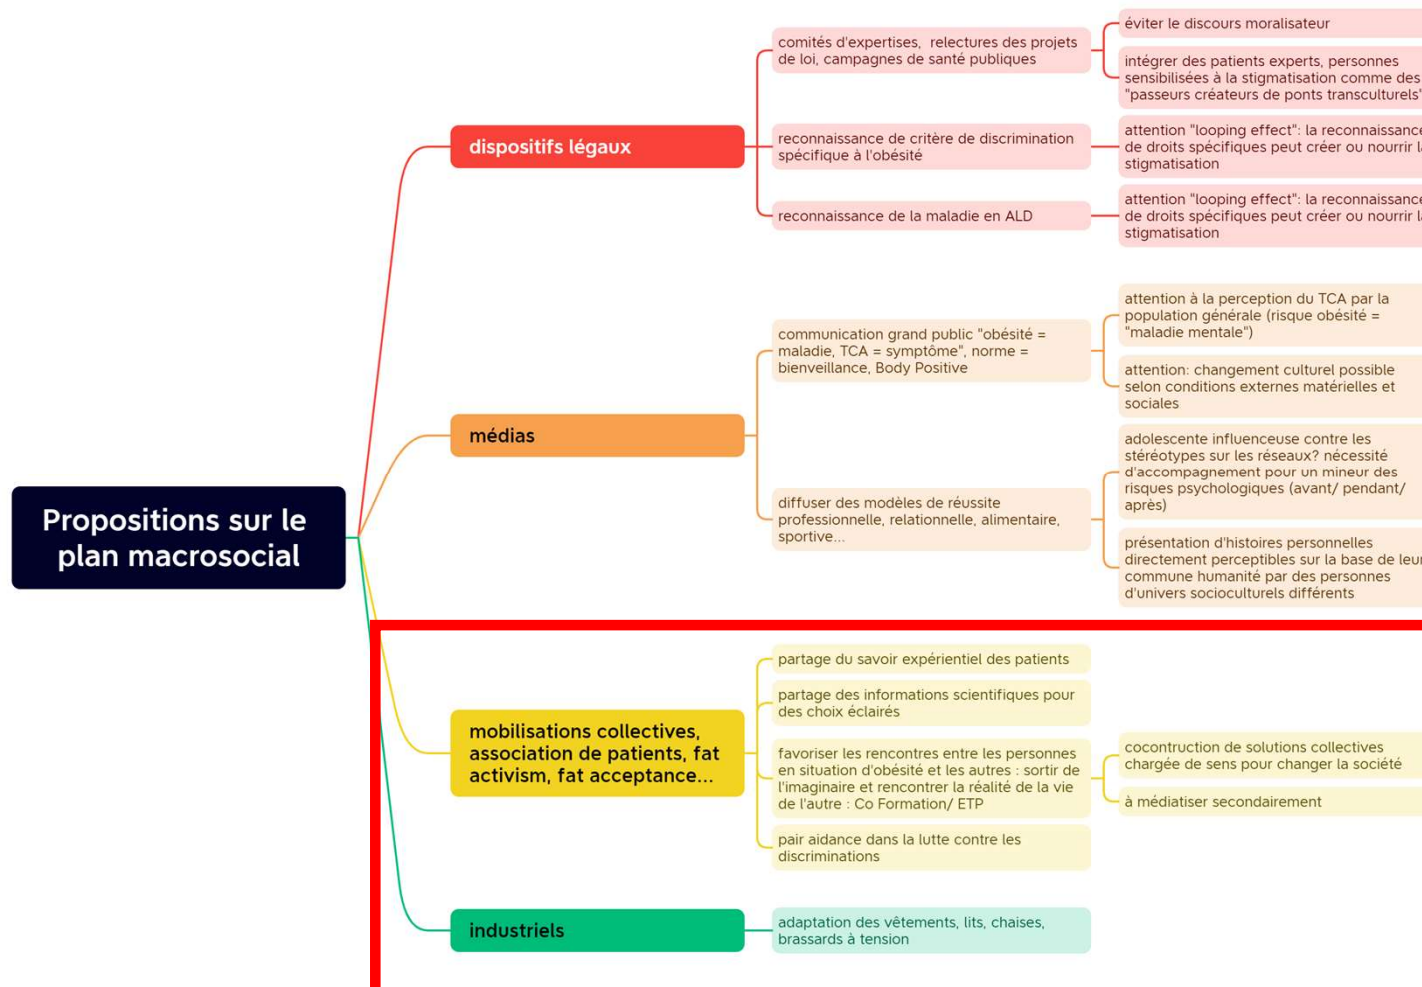 Propositions sur le
plan macrosocial
dispositifs légaux
comités d'expertises, relectures des projets
de loi, campagnes de santé publiques
éviter le discours moralisateur
intégrer des patients experts, personnes
sensibilisées à la stigmatisation comme des
"passeurs créateurs de ponts transculturels"
reconnaissance de critère de discrimination
spécifique à l'obésité
attention "looping effect": la reconnaissance
de droits spécifiques peut créer ou nourrir la
stigmatisation
reconnaissance de la maladie en ALD
attention "looping effect": la reconnaissance
de droits spécifiques peut créer ou nourrir la
stigmatisation
médias
communication grand public "obésité =
maladie, TCA = symptôme", norme =
bienveillance, Body Positive
attention à la perception du TCA par la
population générale (risque obésité =
"maladie mentale")
attention: changement culturel possible
selon conditions externes matérielles et
sociales
diffuser des modèles de réussite
professionnelle, relationnelle, alimentaire,
sportive...
adolescente influenceuse contre les
stéréotypes sur les réseaux? nécessité
d'accompagnement pour un mineur des
risques psychologiques (avant/ pendant/
après)
présentation d'histoires personnelles
directement perceptibles sur la base de leur
commune humanité par des personnes
d'univers socioculturels différents
mobilisations collectives,
association de patients, fat
activism, fat acceptance...
partage du savoir expérientiel des patients
partage des informations scientifiques pour
des choix éclairés
favoriser les rencontres entre les personnes
en situation d'obésité et les autres : sortir de
l'imaginaire et rencontrer la réalité de la vie
de l'autre : Co Formation/ ETP
cocontruction de solutions collectives
chargée de sens pour changer la société
à médiatiser secondairement
pair aidance dans la lutte contre les
discriminations
industriels
adaptation des vêtements, lits, chaises,
brassards à tension